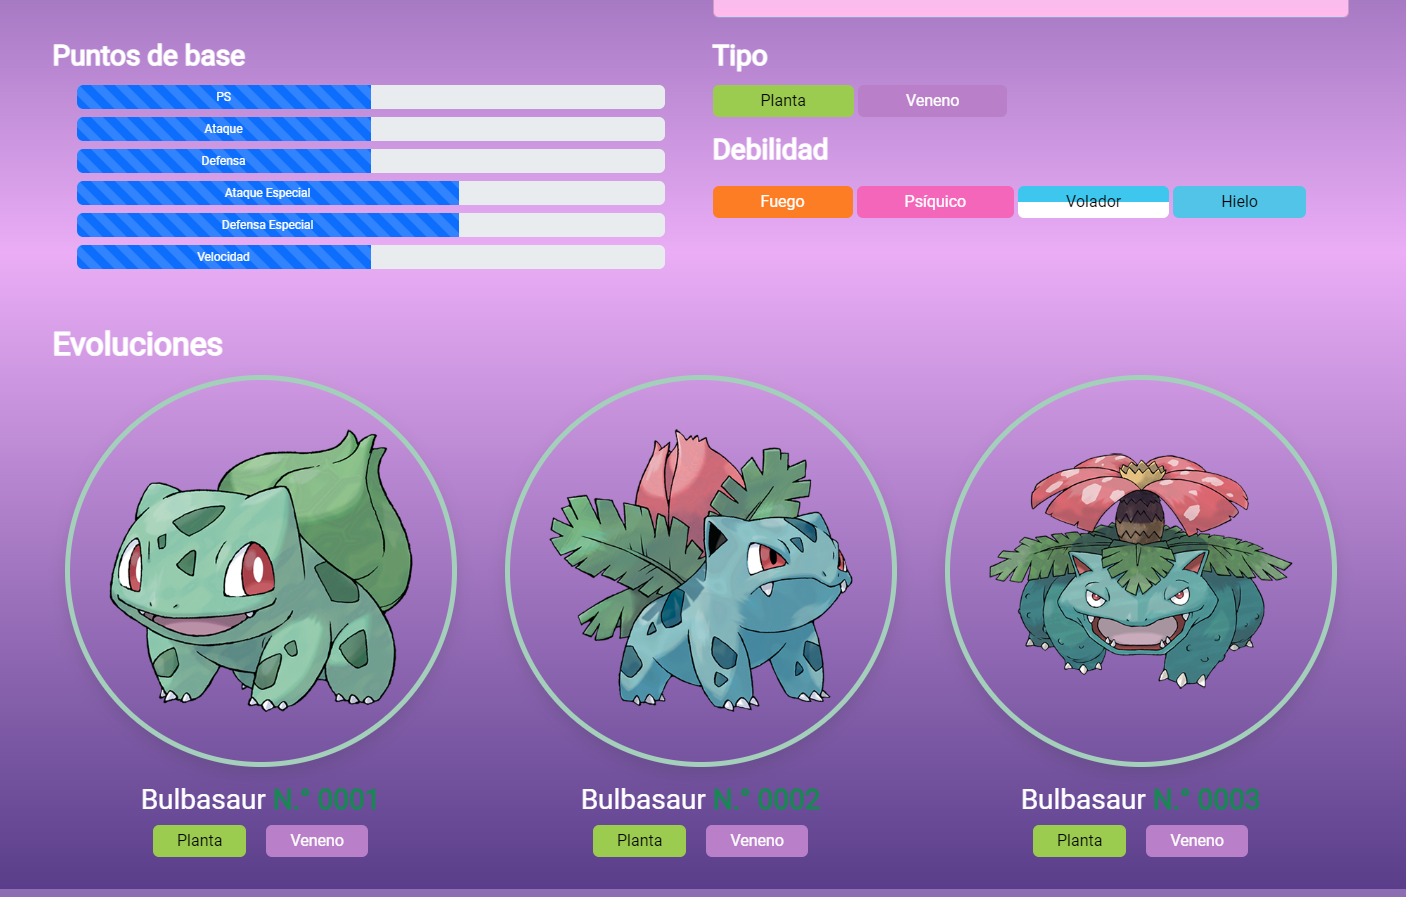 Puntos de base
PS
Ataque
Defensa
Ataque Especial
Defensa Especial
Velocidad
Tipo
Planta Veneno
Debilidad
Fuego Psíquico Volador Hielo
Evoluciones
Bulbasaur N.° 0001
Planta Veneno
Bulbasaur N.° 0002
Planta Veneno
Bulbasaur N.° 0003
Planta Veneno